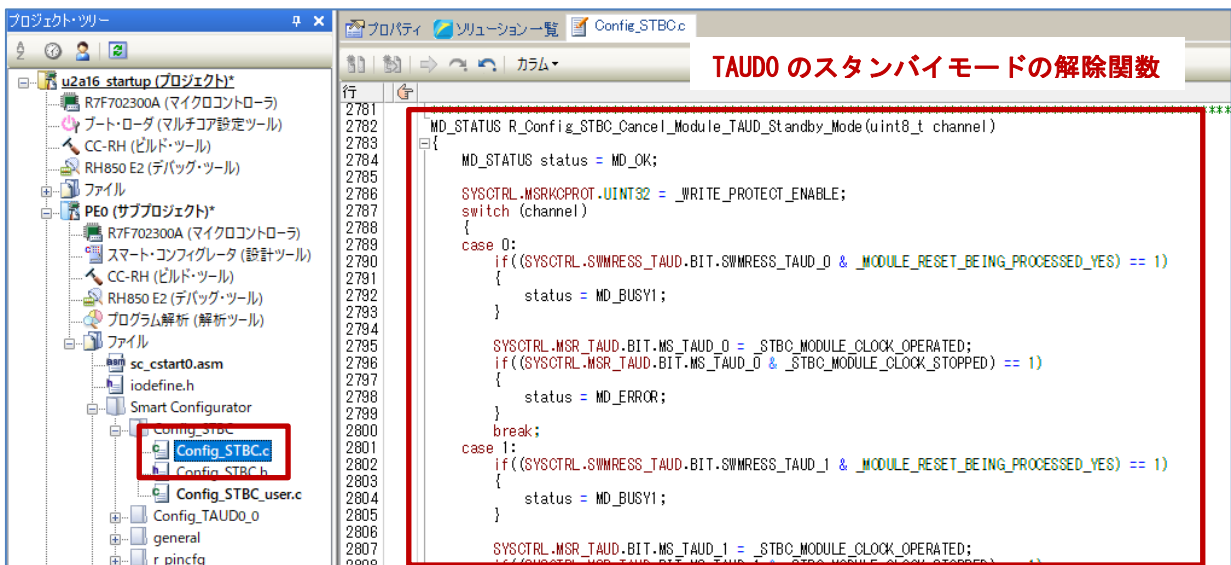 プロジェクト・ツリー
u2a16_startup (プロジェクト)*
R7F702300A (マイクロコントローラ)
ブート・ローダ (マルチコア設定ツール)
CC-RH (ビルド・ツール)
RH850 E2 (デバッグ・ツール)
ファイル
PE0 (サブプロジェクト)*
R7F702300A (マイクロコントローラ)
スマート・コンフィグレータ (設計ツール)
CC-RH (ビルド・ツール)
RH850 E2 (デバッグ・ツール)
プログラム解析 (解析ツール)
ファイル
sc_cstart0.asm
iodefine.h
Smart Configurator
Config_STBC
Config_STBC.c
Config_STBC.h
Config_STBC_user.c
Config_TAUD0_0
general
r_pincfg
プロパティ ソリューション一覧 Config_STBC.c
カラム
TAUD0 のスタンバイモードの解除関数
行
2781
2782 MD_STATUS R_Config_STBC_Cancel_Module_TAUD_Standby_Mode(uint8_t channel)
2783 {
2784 MD_STATUS status = MD_OK;
2785
2786 SYSCTRL.MSRKCPROT.UINT32 = _WRITE_PROTECT_ENABLE;
2787 switch (channel)
2788 {
2789 case 0:
2790 if((SYSCTRL.SWMRESS_TAUD.BIT.SWMRESS_TAUD_0 & _MODULE_RESET_BEING_PROCESSED_YES) == 1)
2791 {
2792 status = MD_BUSY1;
2793 }
2794
2795 SYSCTRL.MSR_TAUD.BIT.MS_TAUD_0 = _STBC_MODULE_CLOCK_OPERATED;
2796 if((SYSCTRL.MSR_TAUD.BIT.MS_TAUD_0 & _STBC_MODULE_CLOCK_STOPPED) == 1)
2797 {
2798 status = MD_ERROR;
2799 }
2800 break;
2801 case 1:
2802 if((SYSCTRL.SWMRESS_TAUD.BIT.SWMRESS_TAUD_1 & _MODULE_RESET_BEING_PROCESSED_YES) == 1)
2803 {
2804 status = MD_BUSY1;
2805 }
2806
2807 SYSCTRL.MSR_TAUD.BIT.MS_TAUD_1 = _STBC_MODULE_CLOCK_OPERATED;